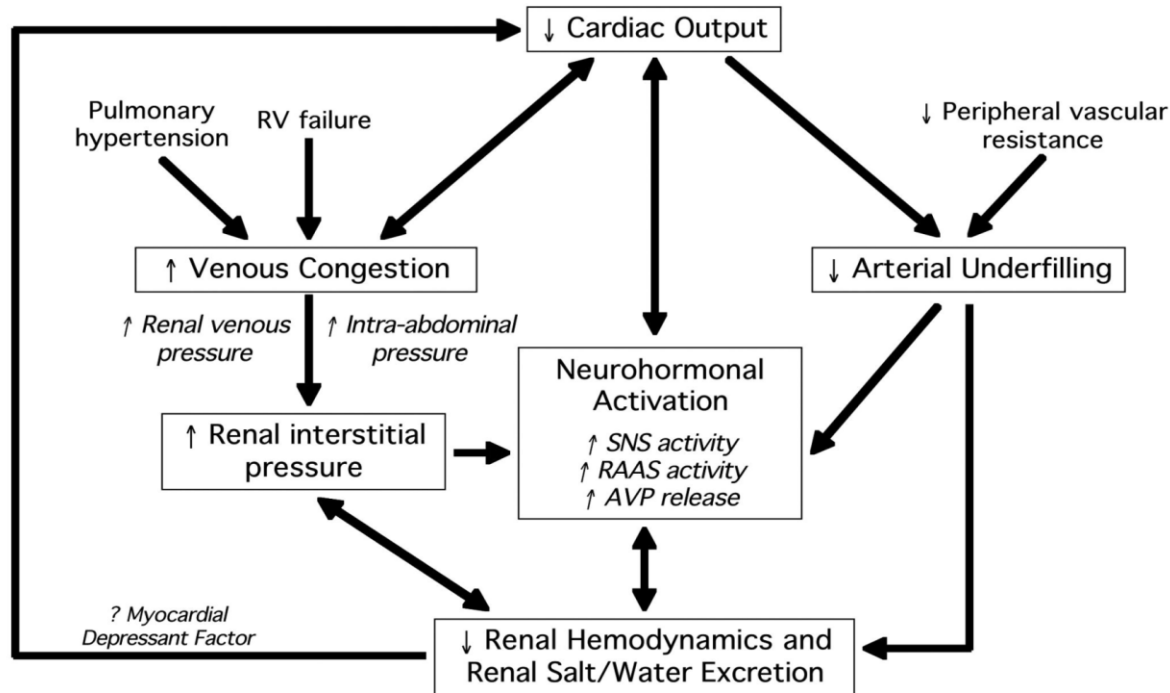 ↓ Cardiac Output
Pulmonary
hypertension
RV failure
↓ Peripheral vascular
resistance
↑ Venous Congestion
↓ Arterial Underfilling
↑ Renal venous
pressure
↑ Intra-abdominal
pressure
Neurohormonal
Activation
↑ SNS activity
↑ RAAS activity
↑ AVP release
↑ Renal interstitial
pressure
? Myocardial
Depressant Factor
↓ Renal Hemodynamics and
Renal Salt/Water Excretion